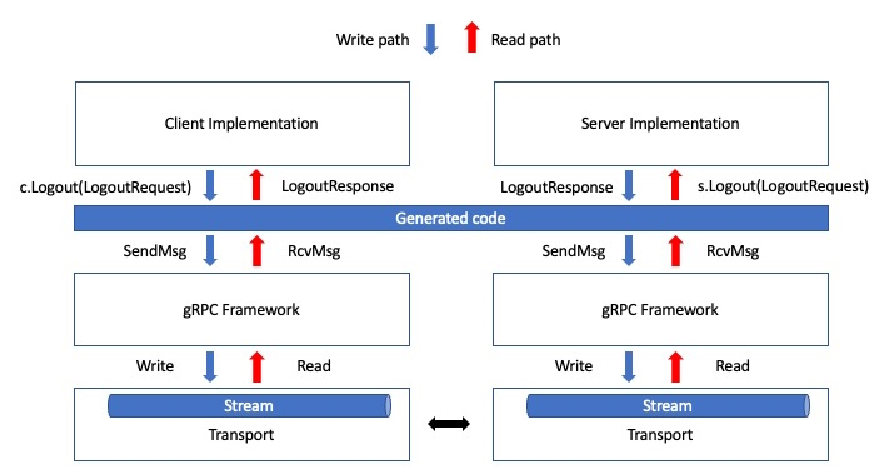 Write path
Read path
Client Implementation
Server Implementation
c.Logout(LogoutRequest)
LogoutResponse
LogoutResponse
s.Logout(LogoutRequest)
Generated code
SendMsg
RcvMsg
SendMsg
RcvMsg
gRPC Framework
gRPC Framework
Write
Read
Write
Read
Stream
Stream
Transport
Transport